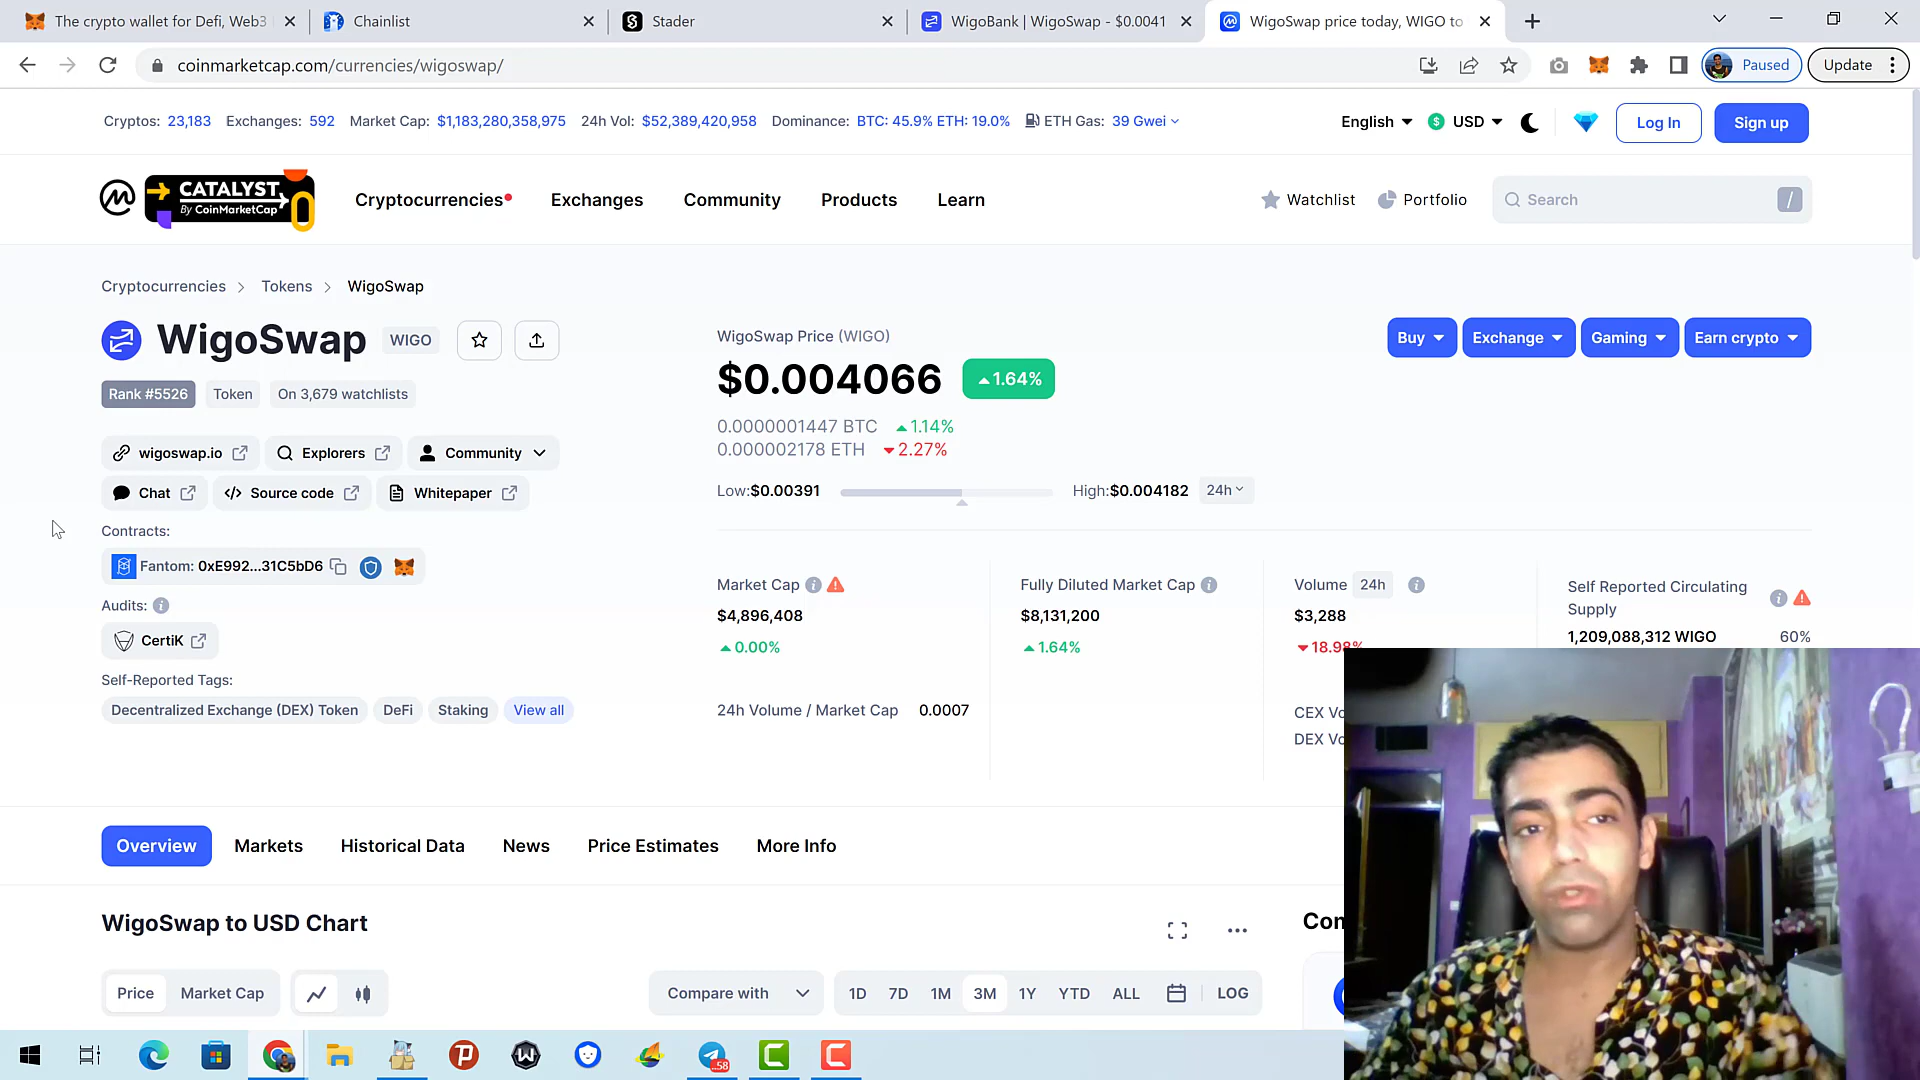 The crypto wallet for Defi, Web3
Chainlist
Stader
WigoBank | WigoSwap - $0.0041
WigoSwap price today, WIGO to
coinmarketcap.com/currencies/wigoswap/
Paused
Update
Cryptos: 23,183 Exchanges: 592 Market Cap: $1,183,280,358,975 24h Vol: $52,389,420,958 Dominance: BTC: 45.9% ETH: 19.0% ETH Gas: 39 Gwei
English
USD
Log In
Sign up
CATALYST
By CoinMarketCap
Cryptocurrencies
Exchanges
Community
Products
Learn
Watchlist
Portfolio
Search
/
Cryptocurrencies
Tokens
WigoSwap
WigoSwap WIGO
Rank #5526
Token
On 3,679 watchlists
wigoswap.io
Explorers
Community
Chat
Source code
Whitepaper
Contracts:
Fantom: 0xE992...31C5bD6
Audits:
CertiK
Self-Reported Tags:
Decentralized Exchange (DEX) Token
DeFi
Staking
View all
WigoSwap Price (WIGO)
$0.004066 1.64%
0.0000001447 BTC 1.14%
0.000002178 ETH 2.27%
Low:$0.00391
High:$0.004182
24h
Buy
Exchange
Gaming
Earn crypto
Market Cap
$4,896,408
0.00%
24h Volume / Market Cap 0.0007
Fully Diluted Market Cap
$8,131,200
1.64%
Volume 24h
$3,288
18.98%
CEX Vo
DEX Vo
Self Reported Circulating
Supply
1,209,088,312 WIGO 60%
Overview
Markets
Historical Data
News
Price Estimates
More Info
WigoSwap to USD Chart
Price
Market Cap
Compare with
1D
7D
1M
3M
1Y
YTD
ALL
LOG
58